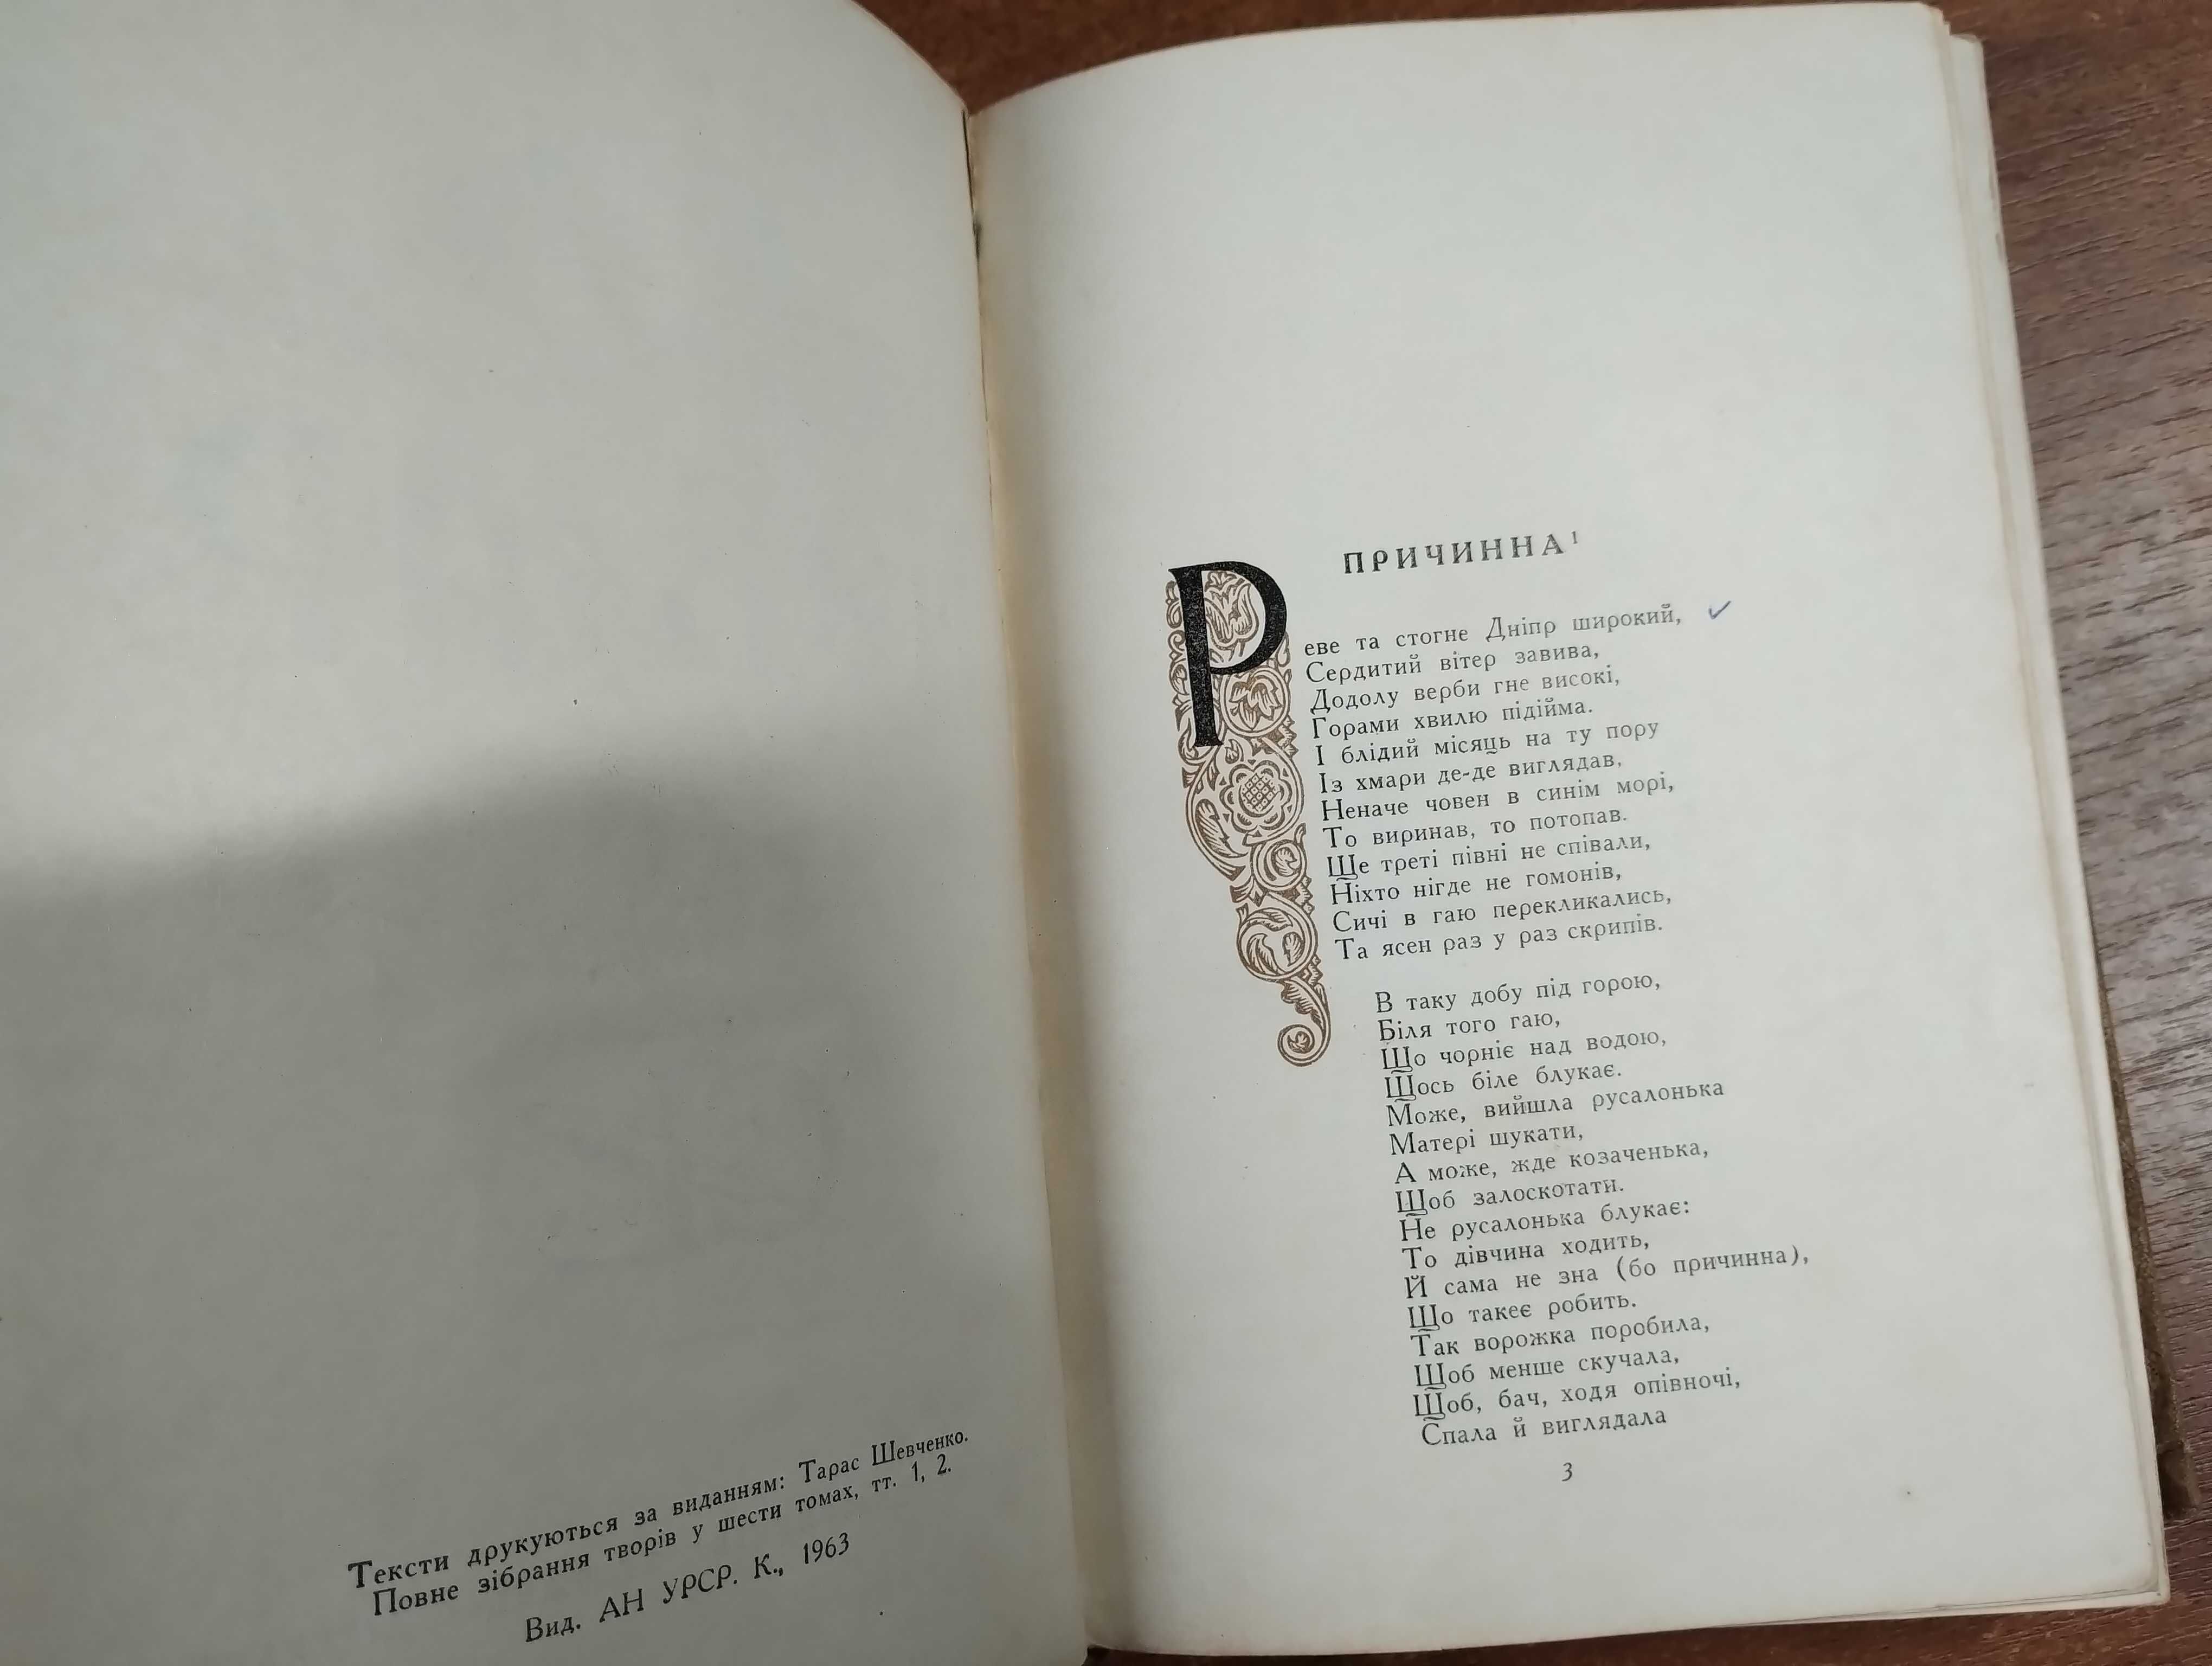 Тексти друкуються за виданням: Тарас Шевченко.
Повне зібрання творів у шести томах, тт. 1, 2.
Вид. АН УРСР. К., 1963
ПРИЧИННА¹
Реве та стогне Дніпр широкий,
Сердитий вітер завива,
Додолу верби гне високі,
Горами хвилю підійма.
І блідий місяць на ту пору
Із хмари де-де виглядав,
Неначе човен в синім морі,
То виринав, то потопав.
Ще треті півні не співали,
Ніхто нігде не гомонів,
Сичі в гаю перекликались,
Та ясен раз у раз скрипів.
В таку добу під горою,
Біля того гаю,
Що чорніє над водою,
Щось біле блукає.
Може, вийшла русалонька
Матері шукати,
А може, жде козаченька,
Щоб залоскотати.
Не русалонька блукає:
То дівчина ходить,
Й сама не зна (бо причинна),
Що такеє робить.
Так ворожка поробила,
Щоб менше скучала,
Щоб, бач, ходя опівночі,
Спала й виглядала
3